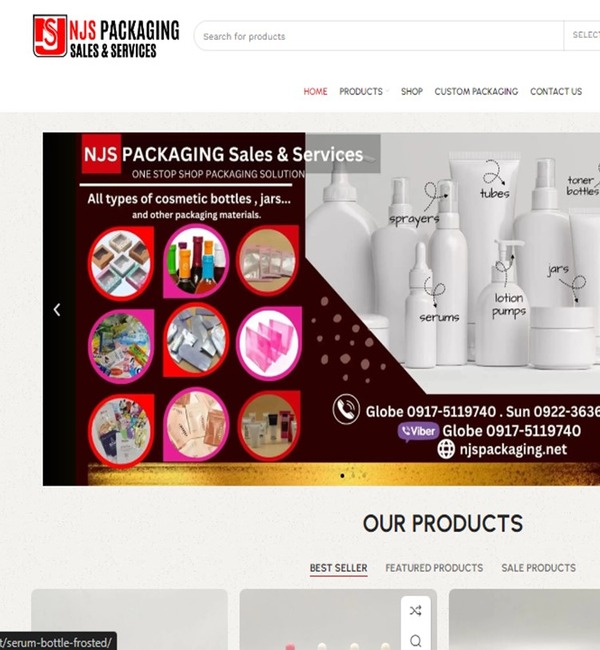 NJS PACKAGING
SALES & SERVICES
Search for products
SELECT
HOME
PRODUCTS
SHOP
CUSTOM PACKAGING
CONTACT US
NJS PACKAGING Sales & Services
ONE STOP SHOP PACKAGING SOLUTION
All types of cosmetic bottles , jars...
and other packaging materials.
sprayers
tubes
toner
bottles
jars
serums
lotion
pumps
Globe 0917-5119740 . Sun 0922-3636
Viber Globe 0917-5119740
njspackaging.net
OUR PRODUCTS
BEST SELLER
FEATURED PRODUCTS
SALE PRODUCTS
t/serum-bottle-frosted/